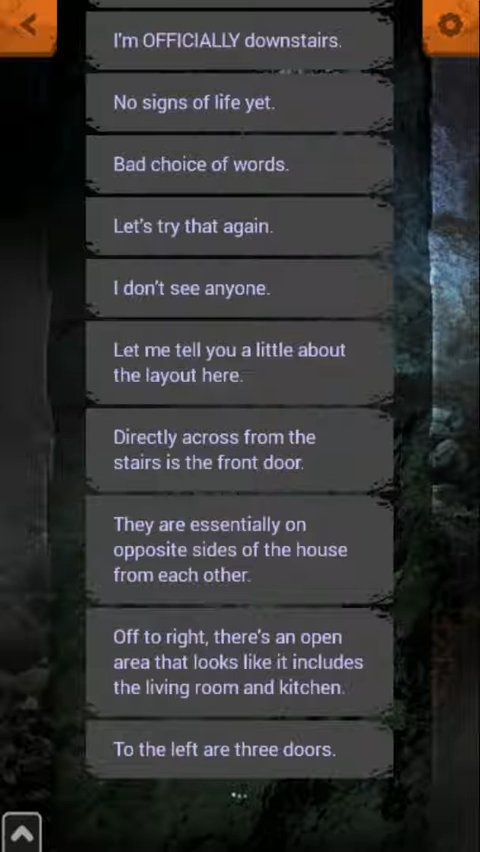 I'm OFFICIALLY downstairs.
No signs of life yet.
Bad choice of words.
Let's try that again.
I don't see anyone.
Let me tell you a little about
the layout here.
Directly across from the
stairs is the front door.
They are essentially on
opposite sides of the house
from each other.
Off to right, there's an open
area that looks like it includes
the living room and kitchen.
To the left are three doors.
...